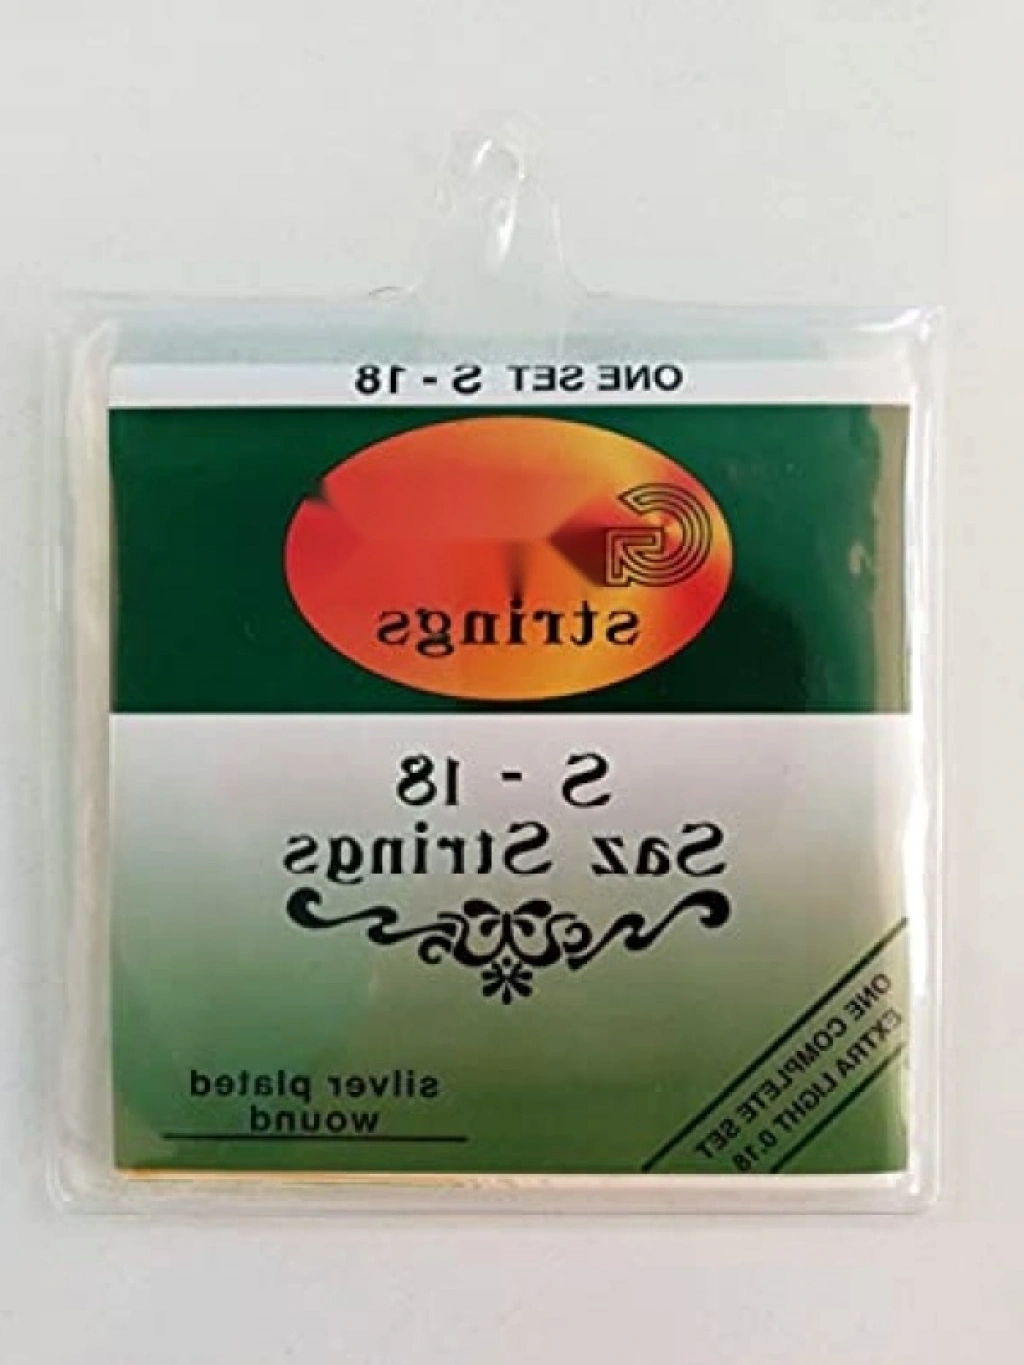 ONE SET S - 18
G
strings
S - 18
Saz Strings
silver plated
wound
ONE COMPLETE SET
EXTRA LIGHT 0.18